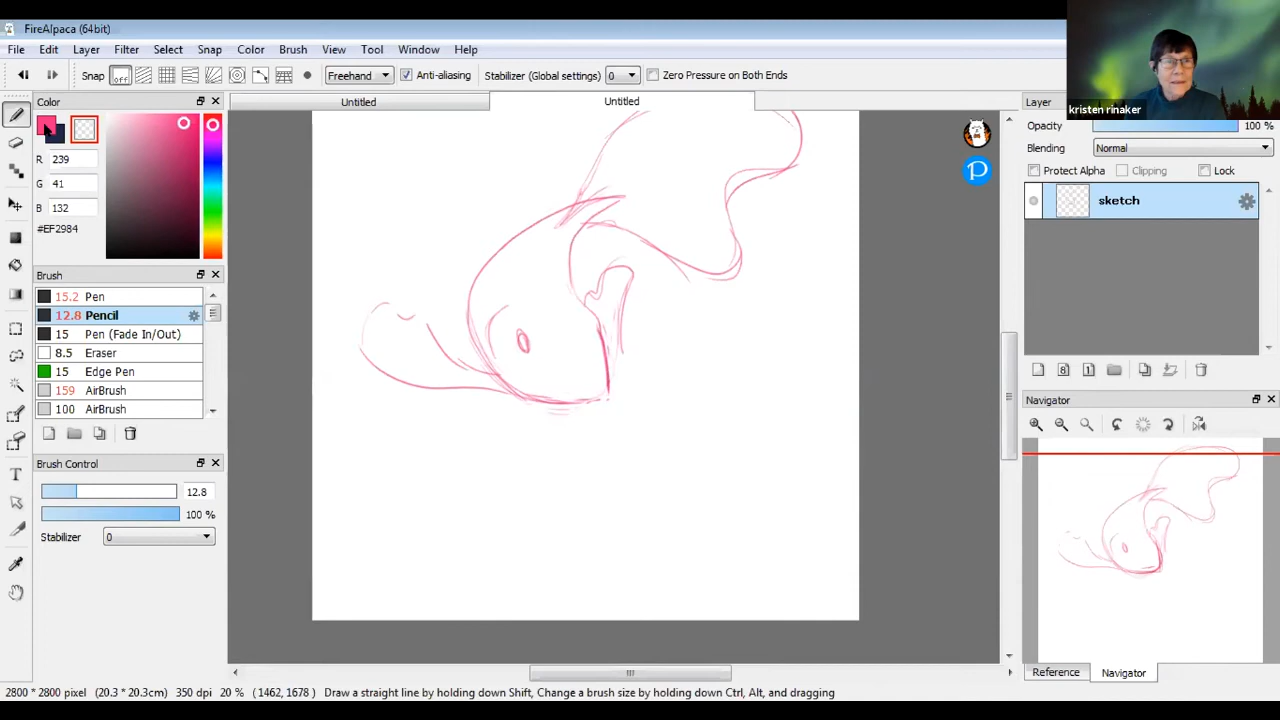 FireAlpaca (64bit)
File Edit Layer Filter Select Snap Color Brush View Tool Window Help
Snap off Freehand Anti-aliasing Stabilizer (Global settings) 0 Zero Pressure on Both Ends
kristen rinaker
Color
Untitled Untitled
Layer
Opacity 100 %
Blending Normal
Protect Alpha Clipping Lock
sketch
R 239
G 41
B 132
#EF2984
Brush
15.2 Pen
12.8 Pencil
15 Pen (Fade In/Out)
8.5 Eraser
15 Edge Pen
159 AirBrush
100 AirBrush
Brush Control
12.8
100 %
Stabilizer 0
8 1
Navigator
Reference Navigator
2800 * 2800 pixel (20.3 * 20.3cm) 350 dpi 20 % (1462, 1678) Draw a straight line by holding down Shift, Change a brush size by holding down Ctrl, Alt, and dragging